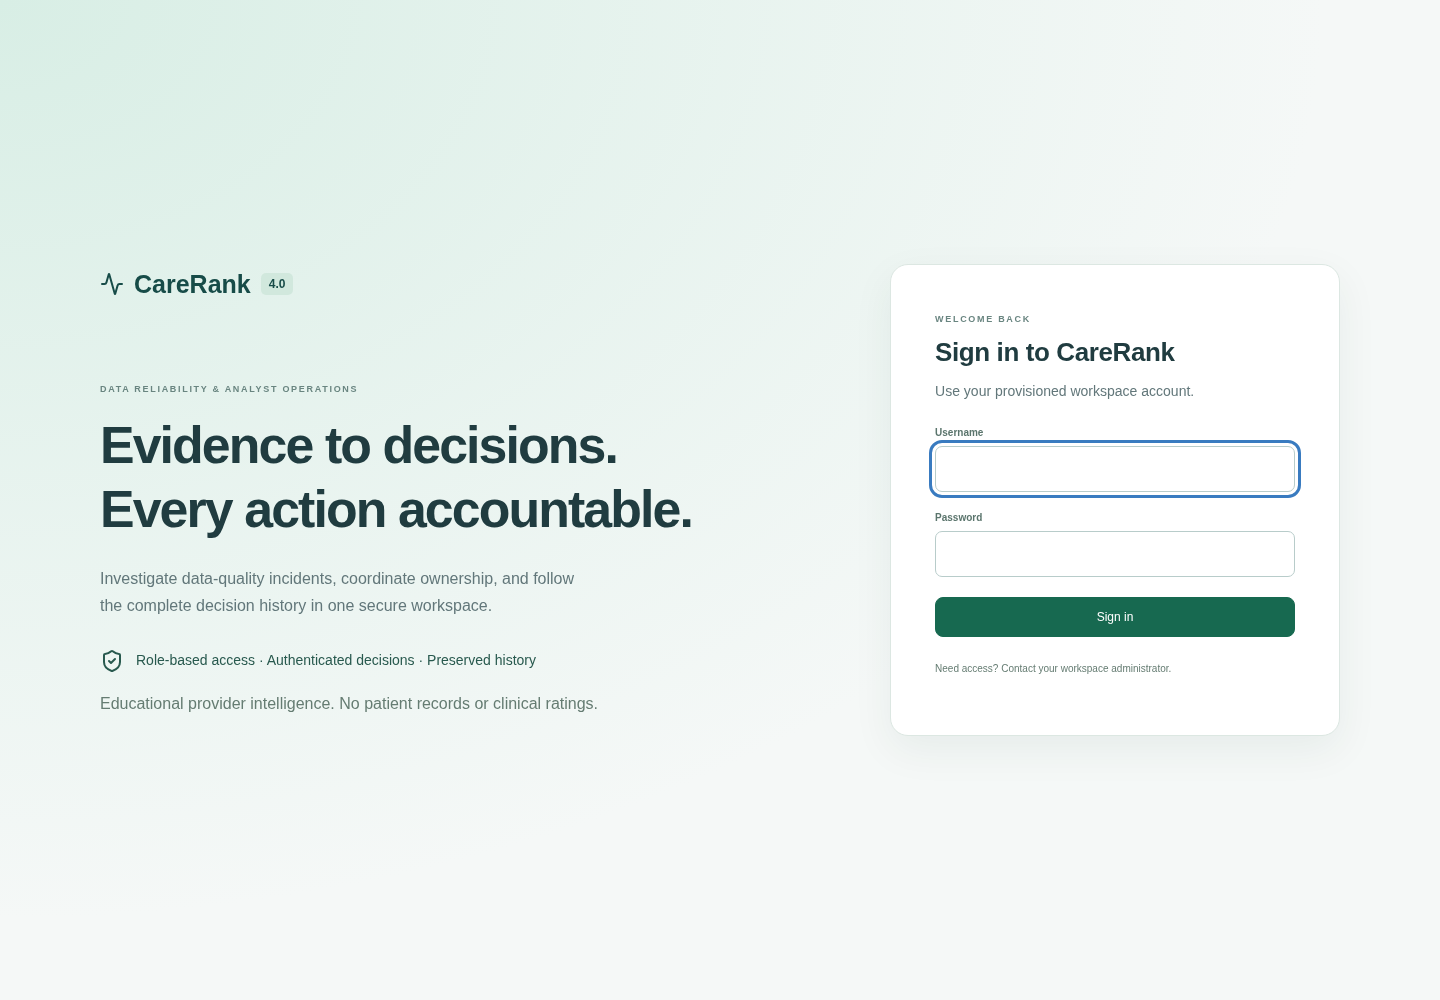 CareRank 4.0
DATA RELIABILITY & ANALYST OPERATIONS
Evidence to decisions.
Every action accountable.
Investigate data-quality incidents, coordinate ownership, and follow
the complete decision history in one secure workspace.
Role-based access · Authenticated decisions · Preserved history
Educational provider intelligence. No patient records or clinical ratings.
WELCOME BACK
Sign in to CareRank
Use your provisioned workspace account.
Username
Password
Sign in
Need access? Contact your workspace administrator.